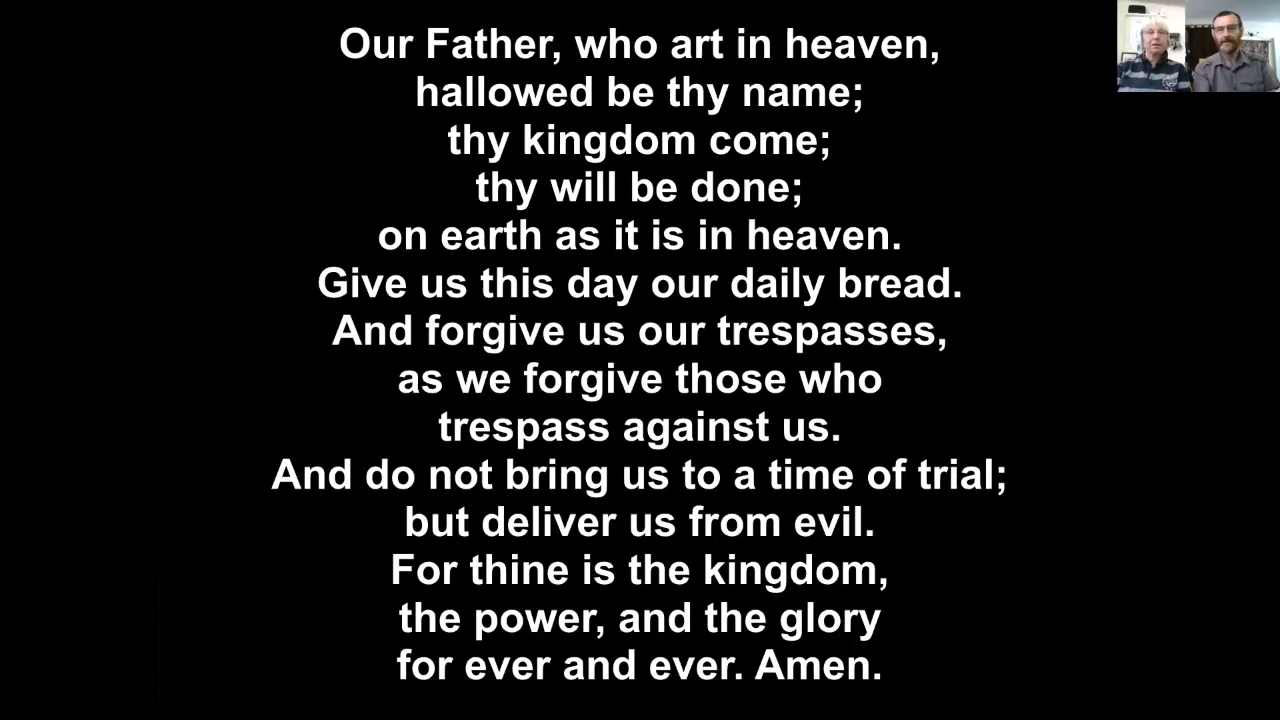 Our Father, who art in heaven,
hallowed be thy name;
thy kingdom come;
thy will be done;
on earth as it is in heaven.
Give us this day our daily bread.
And forgive us our trespasses,
as we forgive those who
trespass against us.
And do not bring us to a time of trial;
but deliver us from evil.
For thine is the kingdom,
the power, and the glory
for ever and ever. Amen.